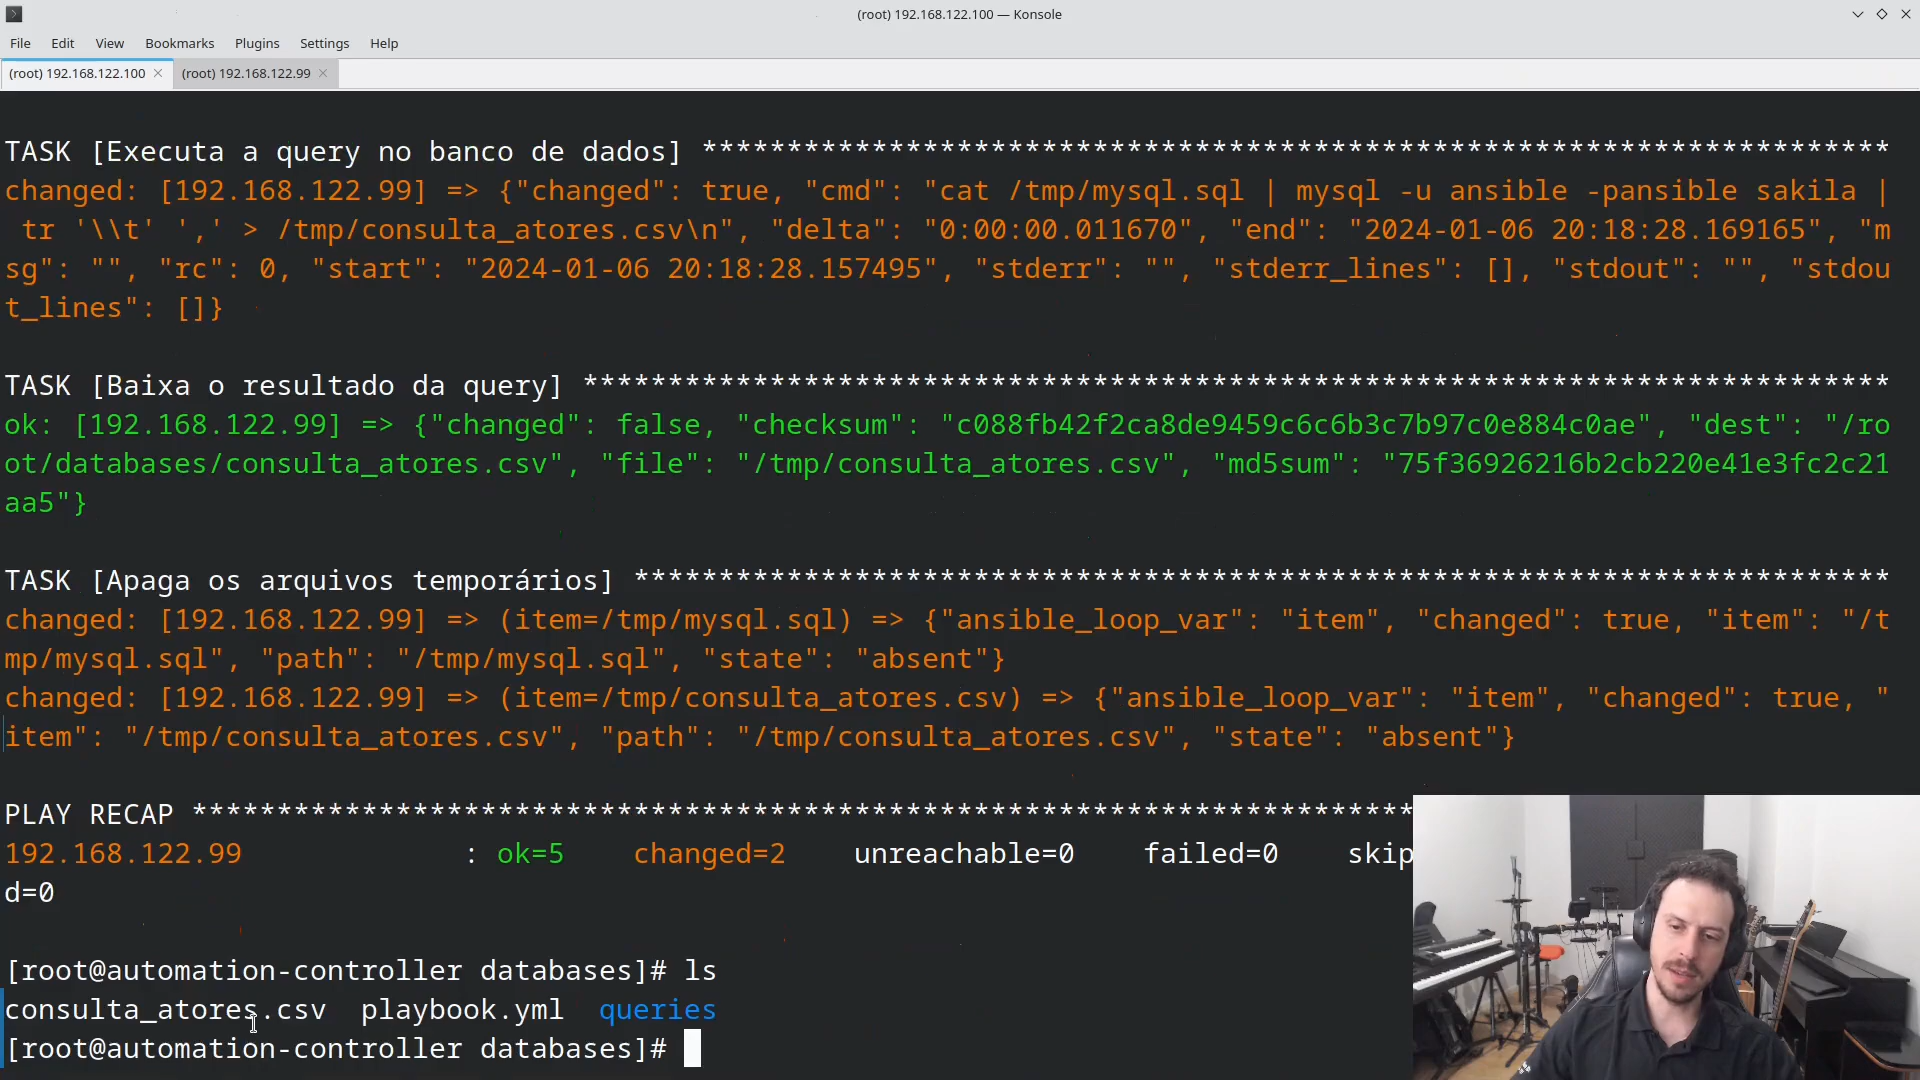 (root) 192.168.122.100 — Konsole
File Edit View Bookmarks Plugins Settings Help
(root) 192.168.122.100 (root) 192.168.122.99
TASK [Executa a query no banco de dados] **********************************************************************
changed: [192.168.122.99] => {"changed": true, "cmd": "cat /tmp/mysql.sql | mysql -u ansible -pansible sakila |
tr '\\t' ',' > /tmp/consulta_atores.csv\n", "delta": "0:00:00.011670", "end": "2024-01-06 20:18:28.169165", "m
sg": "", "rc": 0, "start": "2024-01-06 20:18:28.157495", "stderr": "", "stderr_lines": [], "stdout": "", "stdou
t_lines": []}
TASK [Baixa o resultado da query] *****************************************************************************
ok: [192.168.122.99] => {"changed": false, "checksum": "c088fb42f2ca8de9459c6c6b3c7b97c0e884c0ae", "dest": "/ro
ot/databases/consulta_atores.csv", "file": "/tmp/consulta_atores.csv", "md5sum": "75f36926216b2cb220e41e3fc2c21
aa5"}
TASK [Apaga os arquivos temporários] **************************************************************************
changed: [192.168.122.99] => (item=/tmp/mysql.sql) => {"ansible_loop_var": "item", "changed": true, "item": "/t
mp/mysql.sql", "path": "/tmp/mysql.sql", "state": "absent"}
changed: [192.168.122.99] => (item=/tmp/consulta_atores.csv) => {"ansible_loop_var": "item", "changed": true, "
item": "/tmp/consulta_atores.csv", "path": "/tmp/consulta_atores.csv", "state": "absent"}
PLAY RECAP ************************************************************************
192.168.122.99 : ok=5 changed=2 unreachable=0 failed=0 skip
d=0
[root@automation-controller databases]# ls
consulta_atores.csv playbook.yml queries
[root@automation-controller databases]#